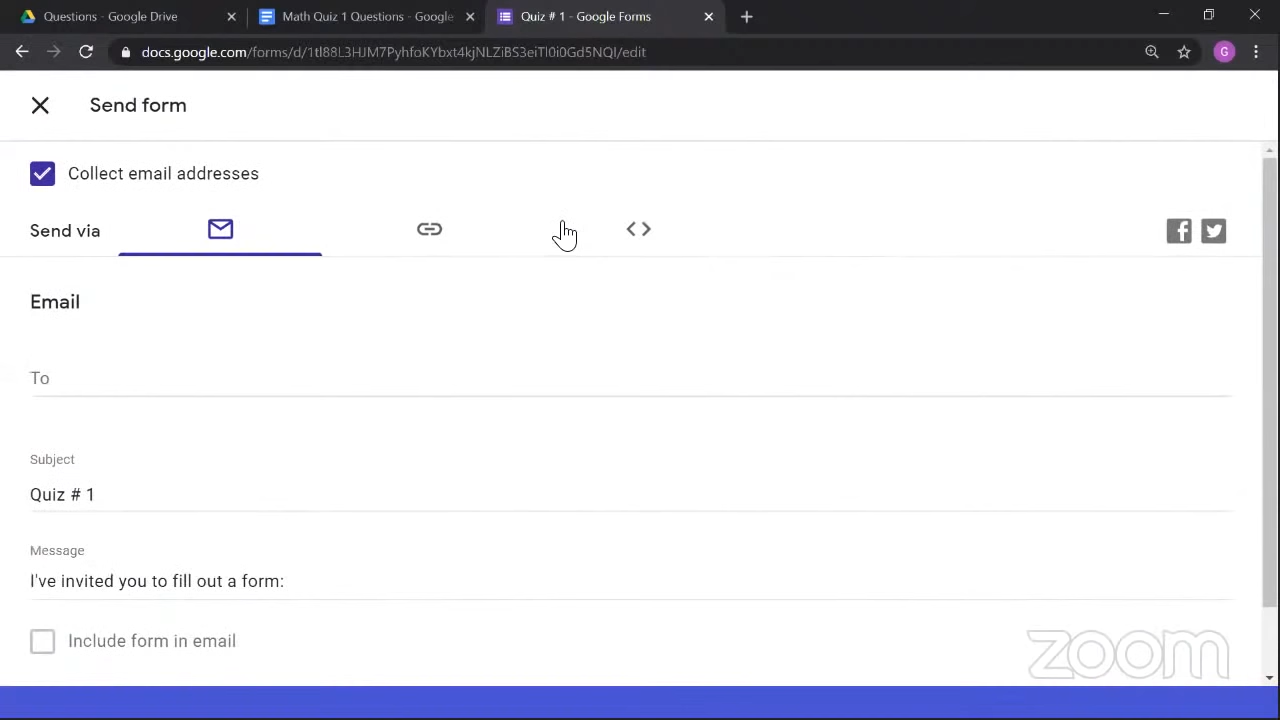 Questions - Google Drive
Math Quiz 1 Questions - Google
Quiz # 1 - Google Forms
docs.google.com/forms/d/1tl88L3HJM7PyhfoKYbxt4kjNLZiBS3eiTl0i0Gd5NQI/edit
G
Send form
Collect email addresses
Send via
Email
To
Subject
Quiz # 1
Message
I've invited you to fill out a form:
Include form in email
zoom